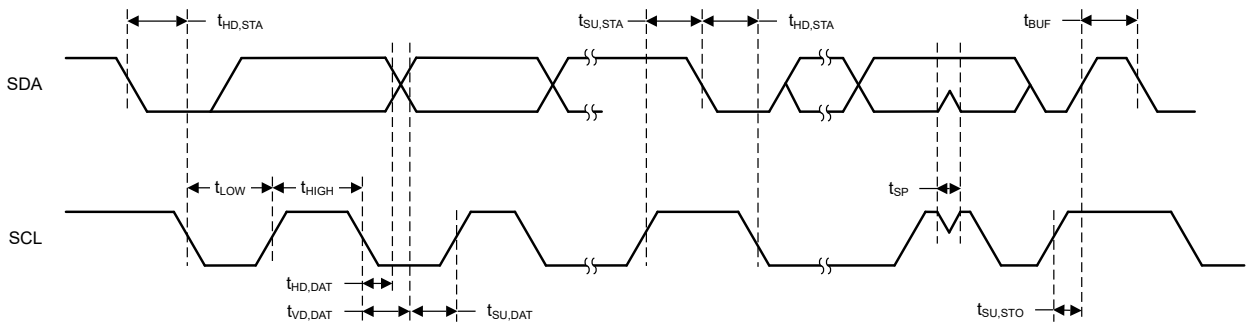 tHD,STA
tSU,STA
tHD,STA
tBUF
SDA
tLOW
tHIGH
tSP
SCL
tHD,DAT
tVD,DAT
tSU,DAT
tSU,STO